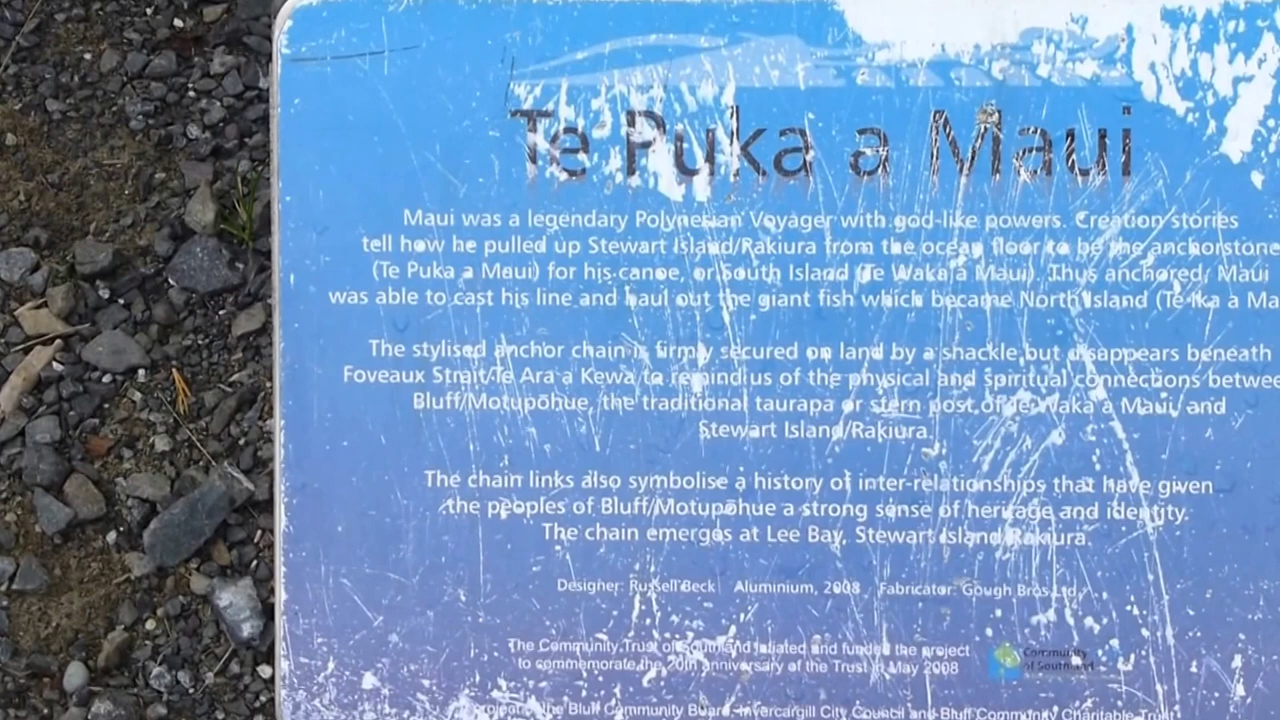 Te Puka a Maui
Maui was a legendary Polynesian Voyager with god-like powers. Creation stories
tell how he pulled up Stewart Island/Rakiura from the ocean floor to be the anchorstone
(Te Puka a Maui) for his canoe, or South Island (Te Waka a Maui). Thus anchored, Maui
was able to cast his line and haul out the giant fish which became North Island (Te Ika a Ma
The stylised anchor chain is firmly secured on land by a shackle but disappears beneath
Foveaux Strait/Te Ara a Kewa to remind us of the physical and spiritual connections betwee
Bluff/Motupōhue, the traditional taurapa or stern post of Te Waka a Maui, and
Stewart Island/Rakiura.
The chain links also symbolise a history of inter-relationships that have given
the peoples of Bluff/Motupōhue a strong sense of heritage and identity.
The chain emerges at Lee Bay, Stewart Island/Rakiura.
Designer: Russell Beck Aluminium, 2008 Fabricator: Gough Bros Ltd
The Community Trust of Southland initiated and funded the project
to commemorate the 20th anniversary of the Trust in May 2008
Community
of Southland
project: the Bluff Community Board, Invercargill City Council and Bluff Community Charitable Trust